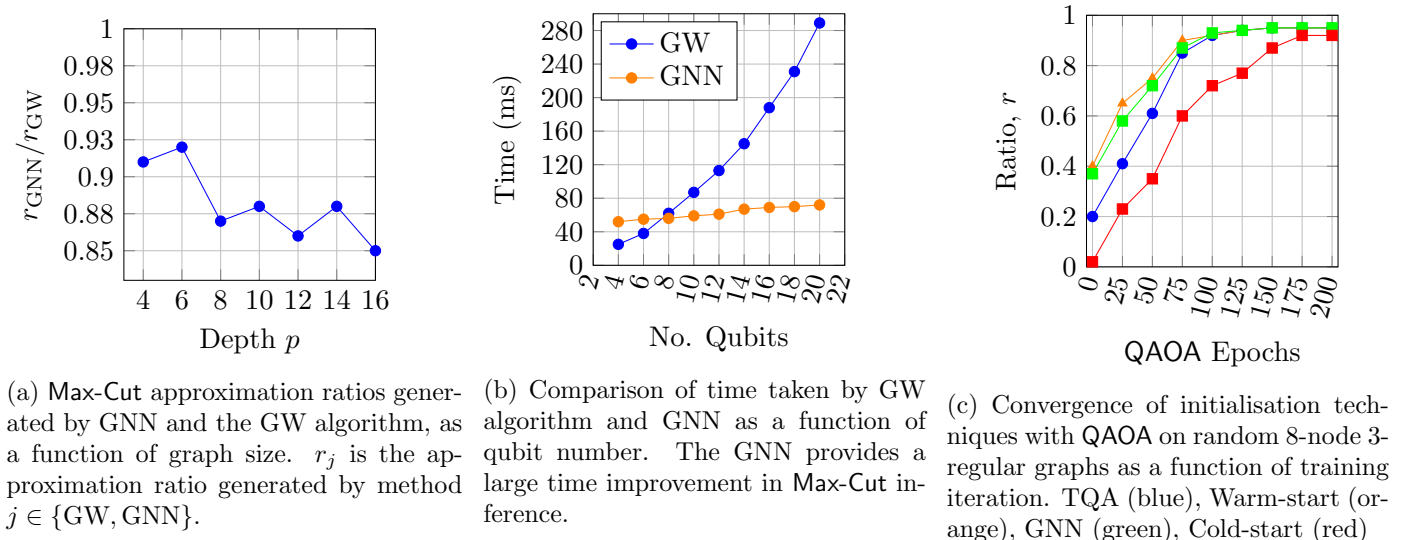 1
0.98
0.95
0.93
0.9
0.88
0.85
r_GNN/r_GW
4 6 8 10 12 14 16
Depth p
(a) Max-Cut approximation ratios gener-
ated by GNN and the GW algorithm, as
a function of graph size. r_j is the ap-
proximation ratio generated by method
j ∈ {GW, GNN}.
280
240
200
160
120
80
40
0
Time (ms)
GW
GNN
2 4 6 8 10 12 14 16 18 20 22
No. Qubits
(b) Comparison of time taken by GW
algorithm and GNN as a function of
qubit number. The GNN provides a
large time improvement in Max-Cut in-
ference.
1
0.8
0.6
0.4
0.2
0
Ratio, r
0 25 50 75 100 125 150 175 200
QAOA Epochs
(c) Convergence of initialisation tech-
niques with QAOA on random 8-node 3-
regular graphs as a function of training
iteration. TQA (blue), Warm-start (or-
ange), GNN (green), Cold-start (red)